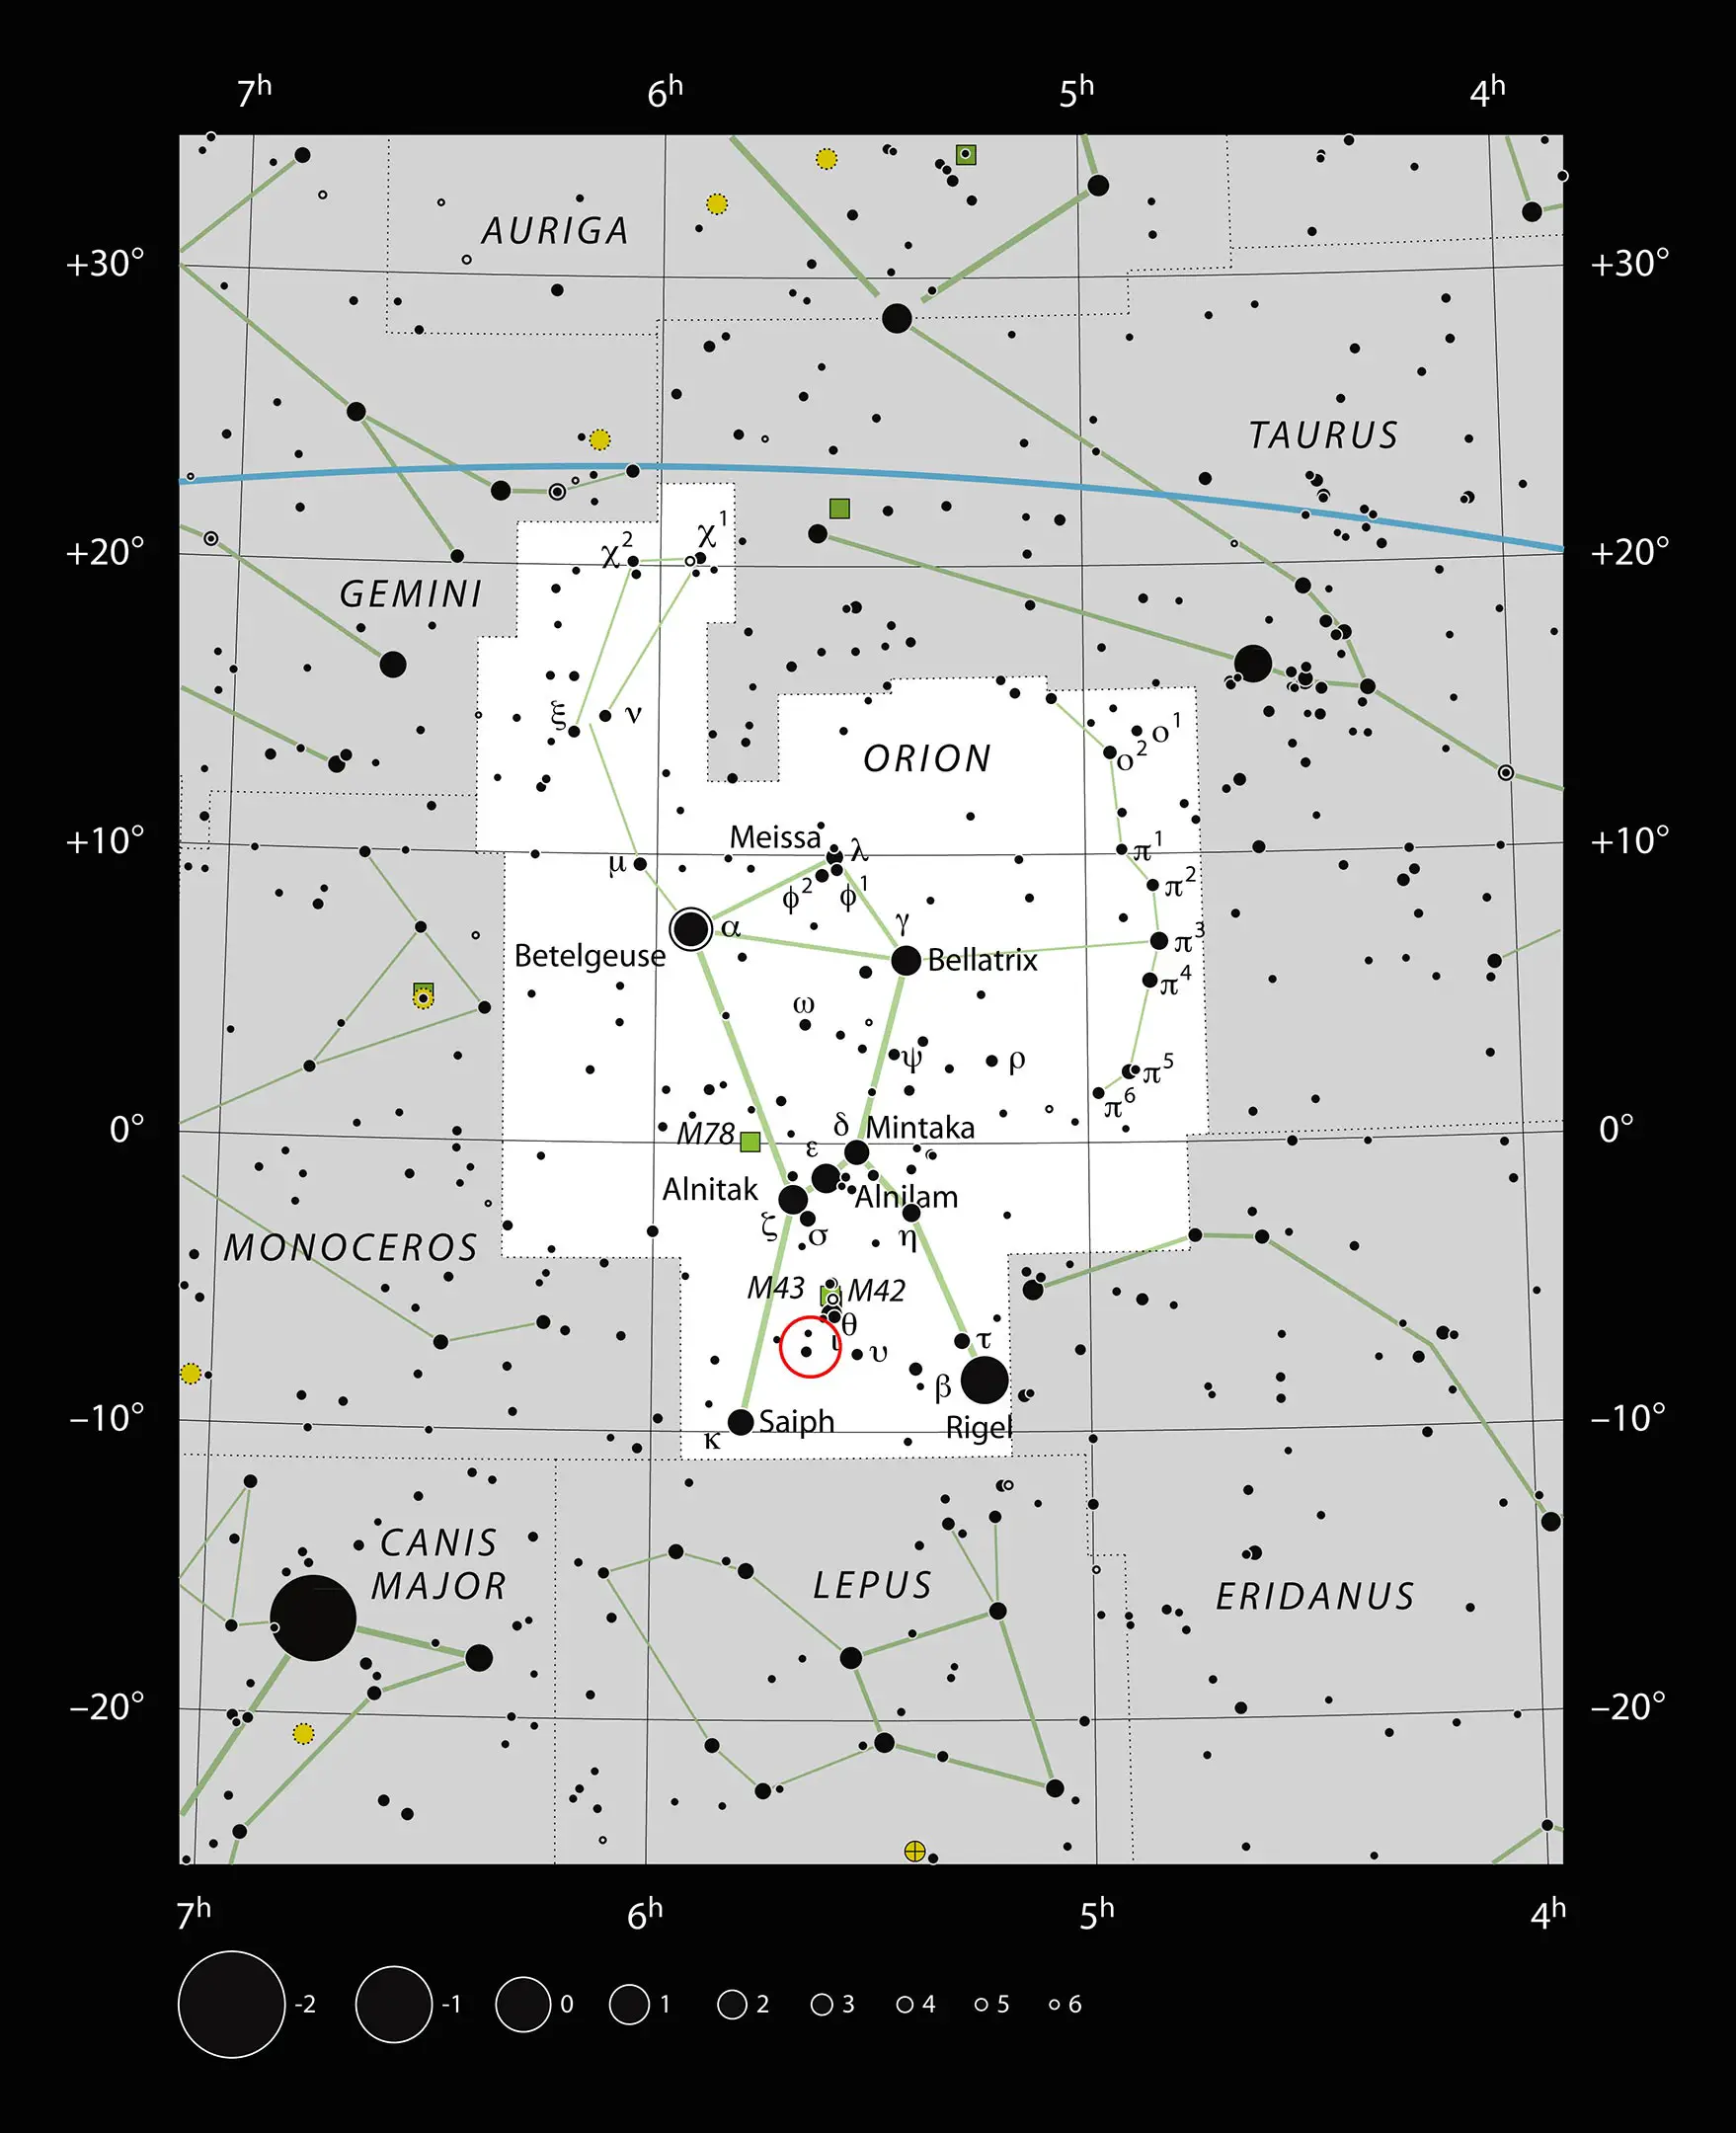 7h 6h 5h 4h
+30° +30°
AURIGA
TAURUS
+20° +20°
χ2 χ1
GEMINI
ξ ν
ORION
ο1
ο2
+10° +10°
Meissa λ
μ
π1
π2
ϕ2 ϕ1
α γ
π3
Betelgeuse Bellatrix
π4
ω
ψ ρ
π5
π6
0° 0°
M78 δ Mintaka
ε
Alnitak Alnilam
ζ σ η
MONOCEROS
M43 M42
θ
ι υ τ
β
–10° –10°
κ Saiph Rigel
CANIS
MAJOR
LEPUS
ERIDANUS
–20° –20°
7h 6h 5h 4h
-2 -1 0 1 2 3 4 5 6